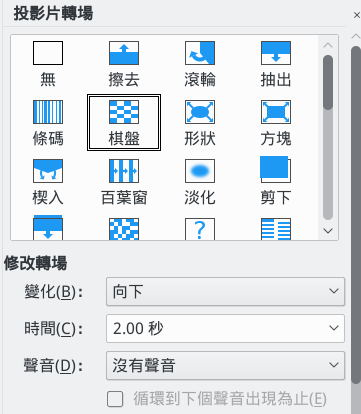 投影片轉場
無 擦去 滾輪 抽出
條碼 棋盤 形狀 方塊
楔入 百葉窗 淡化 剪下
修改轉場
變化(B): 向下
時間(C): 2.00 秒
聲音(D): 沒有聲音
循環到下個聲音出現為止(E)